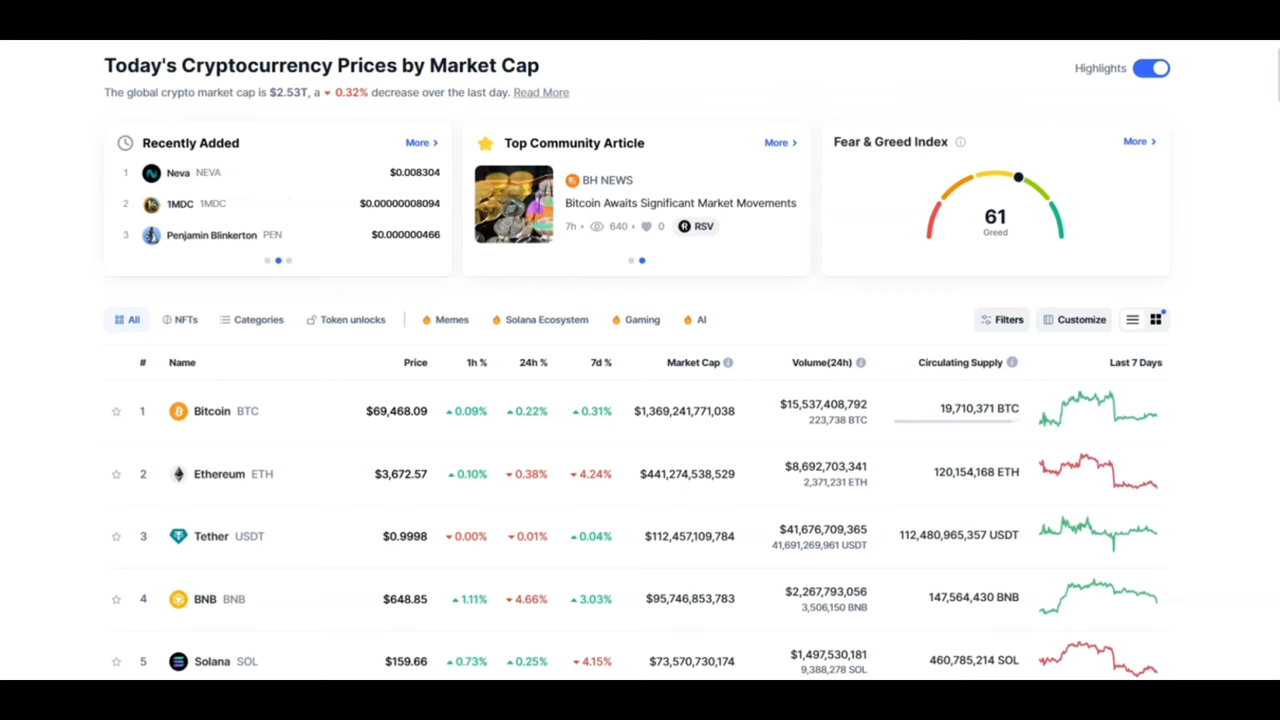 Today's Cryptocurrency Prices by Market Cap
Highlights
The global crypto market cap is $2.53T, a 0.32% decrease over the last day. Read More
Recently Added
More
1 Neva NEVA $0.008304
2 1MDC 1MDC $0.00000008094
3 Penjamin Blinkerton PEN $0.000000466
Top Community Article
More
BH NEWS
Bitcoin Awaits Significant Market Movements
7h • 640 • 0 RSV
Fear & Greed Index
More
61
Greed
All NFTs Categories Token unlocks Memes Solana Ecosystem Gaming AI Filters Customize
# Name Price 1h % 24h % 7d % Market Cap Volume(24h) Circulating Supply Last 7 Days
1 Bitcoin BTC $69,468.09 0.09% 0.22% 0.31% $1,369,241,771,038 $15,537,408,792 19,710,371 BTC
223,738 BTC
2 Ethereum ETH $3,672.57 0.10% 0.38% 4.24% $441,274,538,529 $8,692,703,341 120,154,168 ETH
2,371,231 ETH
3 Tether USDT $0.9998 0.00% 0.01% 0.04% $112,457,109,784 $41,676,709,365 112,480,965,357 USDT
41,691,269,961 USDT
4 BNB BNB $648.85 1.11% 4.66% 3.03% $95,746,853,783 $2,267,793,056 147,564,430 BNB
3,506,150 BNB
5 Solana SOL $159.66 0.73% 0.25% 4.15% $73,570,730,174 $1,497,530,181 460,785,214 SOL
9,388,278 SOL